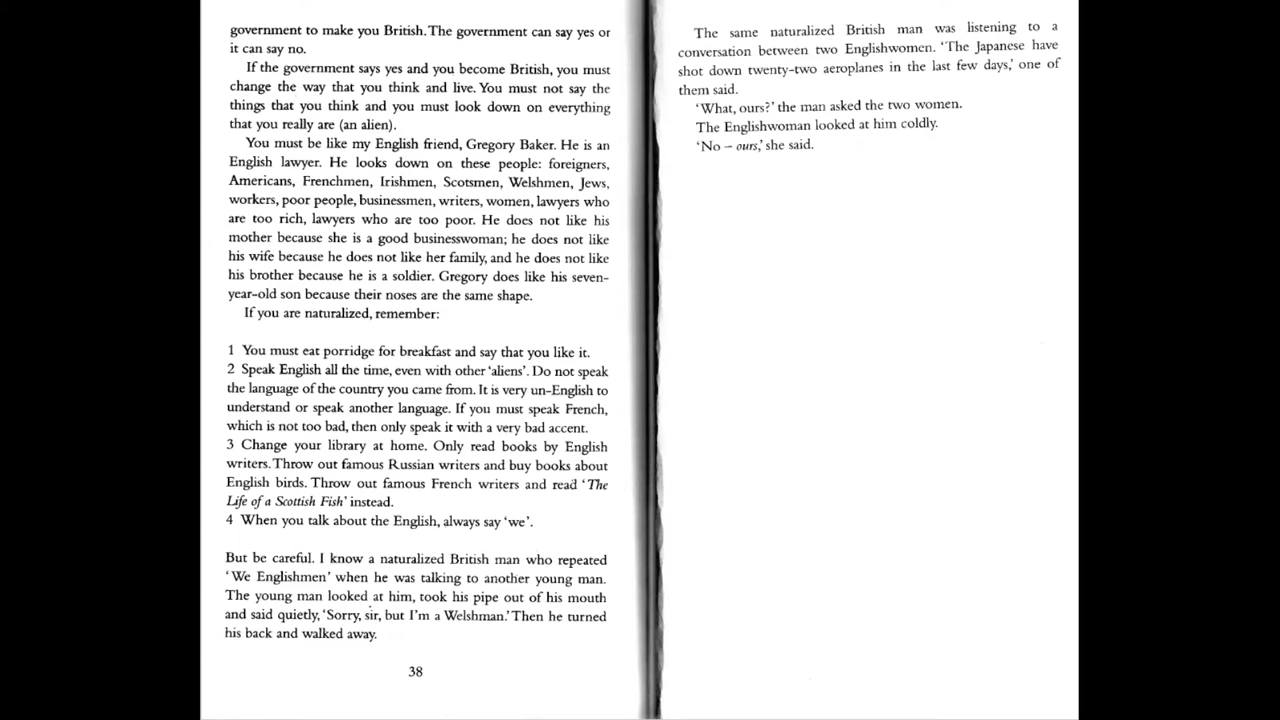 government to make you British. The government can say yes or
it can say no.
If the government says yes and you become British, you must
change the way that you think and live. You must not say the
things that you think and you must look down on everything
that you really are (an alien).
You must be like my English friend, Gregory Baker. He is an
English lawyer. He looks down on these people: foreigners,
Americans, Frenchmen, Irishmen, Scotsmen, Welshmen, Jews,
workers, poor people, businessmen, writers, women, lawyers who
are too rich, lawyers who are too poor. He does not like his
mother because she is a good businesswoman; he does not like
his wife because he does not like her family, and he does not like
his brother because he is a soldier. Gregory does like his seven-
year-old son because their noses are the same shape.
If you are naturalized, remember:
1 You must eat porridge for breakfast and say that you like it.
2 Speak English all the time, even with other 'aliens'. Do not speak
the language of the country you came from. It is very un-English to
understand or speak another language. If you must speak French,
which is not too bad, then only speak it with a very bad accent.
3 Change your library at home. Only read books by English
writers. Throw out famous Russian writers and buy books about
English birds. Throw out famous French writers and read 'The
Life of a Scottish Fish' instead.
4 When you talk about the English, always say 'we'.
But be careful. I know a naturalized British man who repeated
'We Englishmen' when he was talking to another young man.
The young man looked at him, took his pipe out of his mouth
and said quietly, 'Sorry, sir, but I'm a Welshman.' Then he turned
his back and walked away.
38
The same naturalized British man was listening to a
conversation between two Englishwomen. 'The Japanese have
shot down twenty-two aeroplanes in the last few days,' one of
them said.
'What, ours?' the man asked the two women.
The Englishwoman looked at him coldly.
'No – ours,' she said.